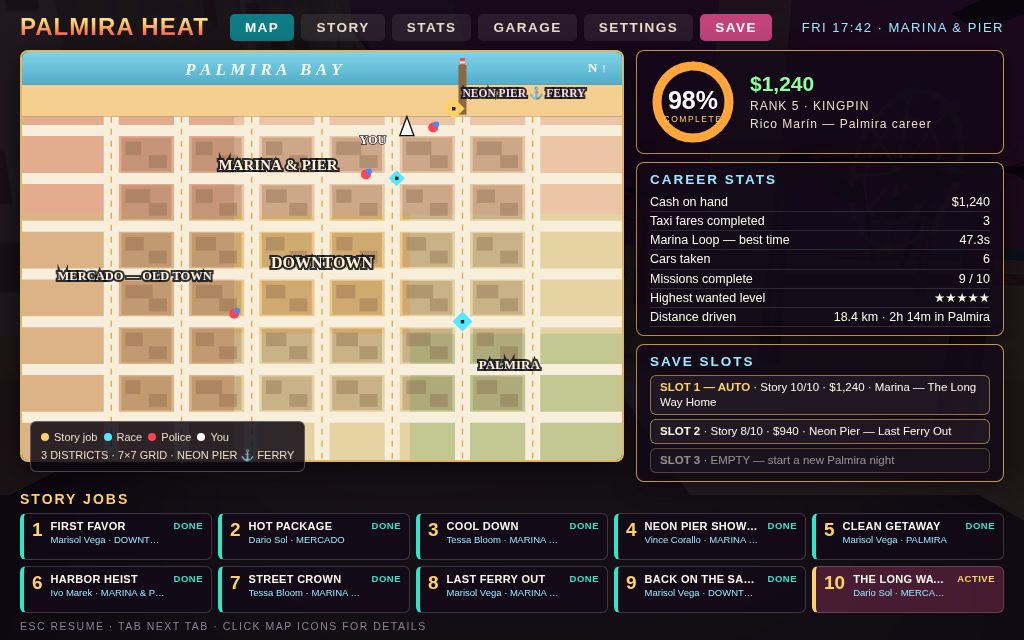 PALMIRA HEAT
MAP
STORY
STATS
GARAGE
SETTINGS
SAVE
FRI 17:42 · MARINA & PIER
PALMIRA BAY
N ↑
NEON PIER ⚓ FERRY
YOU
MARINA & PIER
DOWNTOWN
MERCADO — OLD TOWN
PALMIRA
Story job
Race
Police
You
3 DISTRICTS · 7×7 GRID · NEON PIER ⚓ FERRY
98%
COMPLETE
$1,240
RANK 5 · KINGPIN
Rico Marín — Palmira career
CAREER STATS
Cash on hand $1,240
Taxi fares completed 3
Marina Loop — best time 47.3s
Cars taken 6
Missions complete 9 / 10
Highest wanted level ★★★★★
Distance driven 18.4 km · 2h 14m in Palmira
SAVE SLOTS
SLOT 1 — AUTO · Story 10/10 · $1,240 · Marina — The Long
Way Home
SLOT 2 · Story 8/10 · $940 · Neon Pier — Last Ferry Out
SLOT 3 · EMPTY — start a new Palmira night
STORY JOBS
1 FIRST FAVOR DONE
Marisol Vega · DOWNT…
2 HOT PACKAGE DONE
Dario Sol · MERCADO
3 COOL DOWN DONE
Tessa Bloom · MARINA …
4 NEON PIER SHOW… DONE
Vince Corallo · MARINA …
5 CLEAN GETAWAY DONE
Marisol Vega · PALMIRA
6 HARBOR HEIST DONE
Ivo Marek · MARINA & P…
7 STREET CROWN DONE
Tessa Bloom · MARINA …
8 LAST FERRY OUT DONE
Marisol Vega · MARINA …
9 BACK ON THE SA… DONE
Marisol Vega · DOWNT…
10 THE LONG WA… ACTIVE
Dario Sol · MERCA…
ESC RESUME · TAB NEXT TAB · CLICK MAP ICONS FOR DETAILS